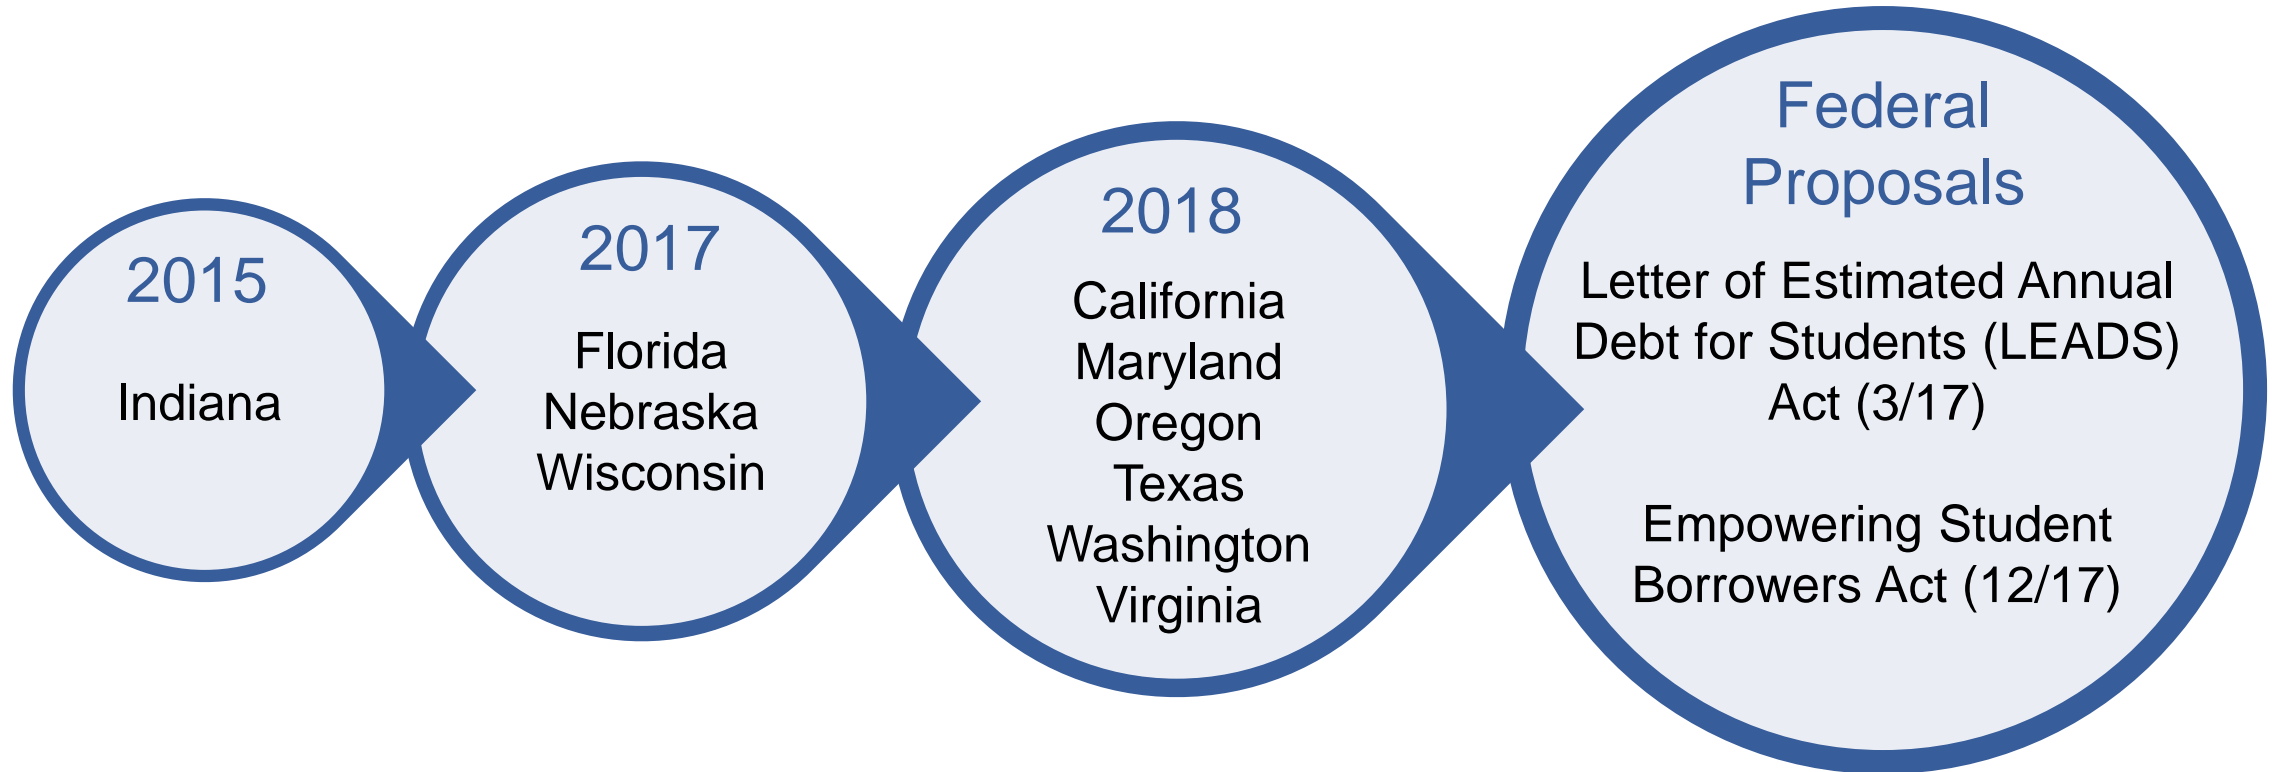 2015
Indiana
2017
Florida
Nebraska
Wisconsin
2018
California
Maryland
Oregon
Texas
Washington
Virginia
Federal
Proposals
Letter of Estimated Annual
Debt for Students (LEADS)
Act (3/17)
Empowering Student
Borrowers Act (12/17)